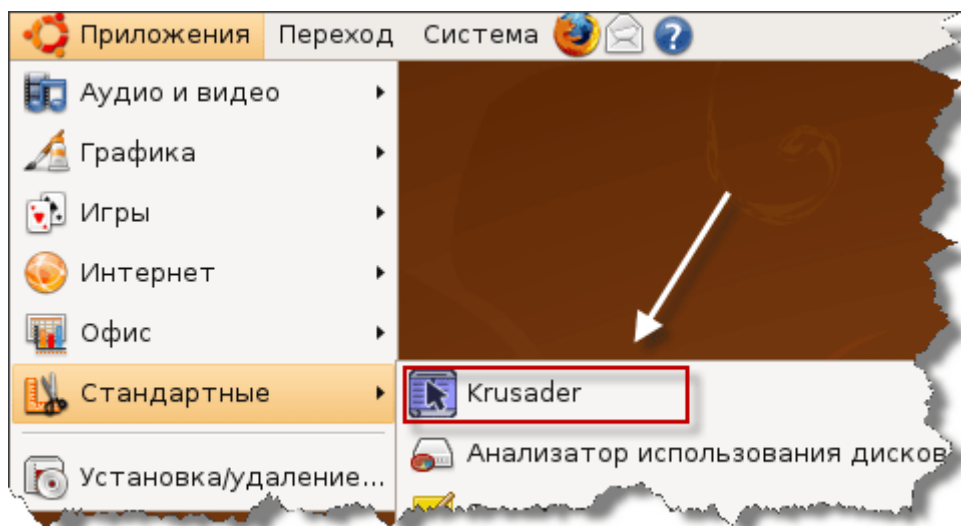 Приложения Переход Система
Аудио и видео
Графика
Игры
Интернет
Офис
Стандартные
Krusader
Анализатор использования дисков
Установка/удаление...